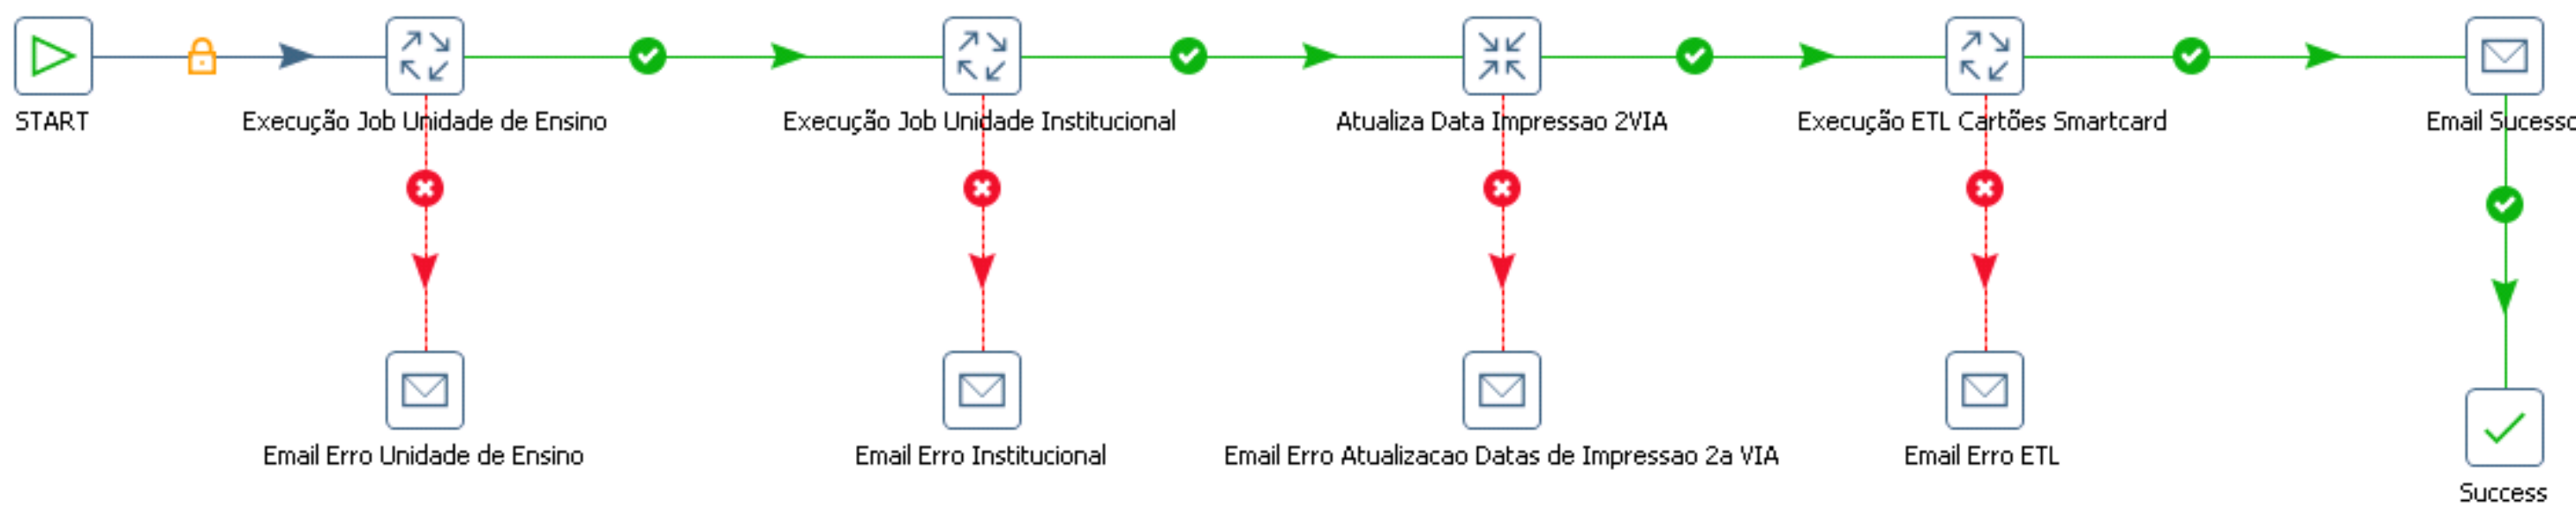 START
Execução Job Unidade de Ensino
Execução Job Unidade Institucional
Atualiza Data Impressao 2VIA
Execução ETL Cartões Smartcard
Email Sucesso
Email Erro Unidade de Ensino
Email Erro Institucional
Email Erro Atualizacao Datas de Impressao 2a VIA
Email Erro ETL
Success